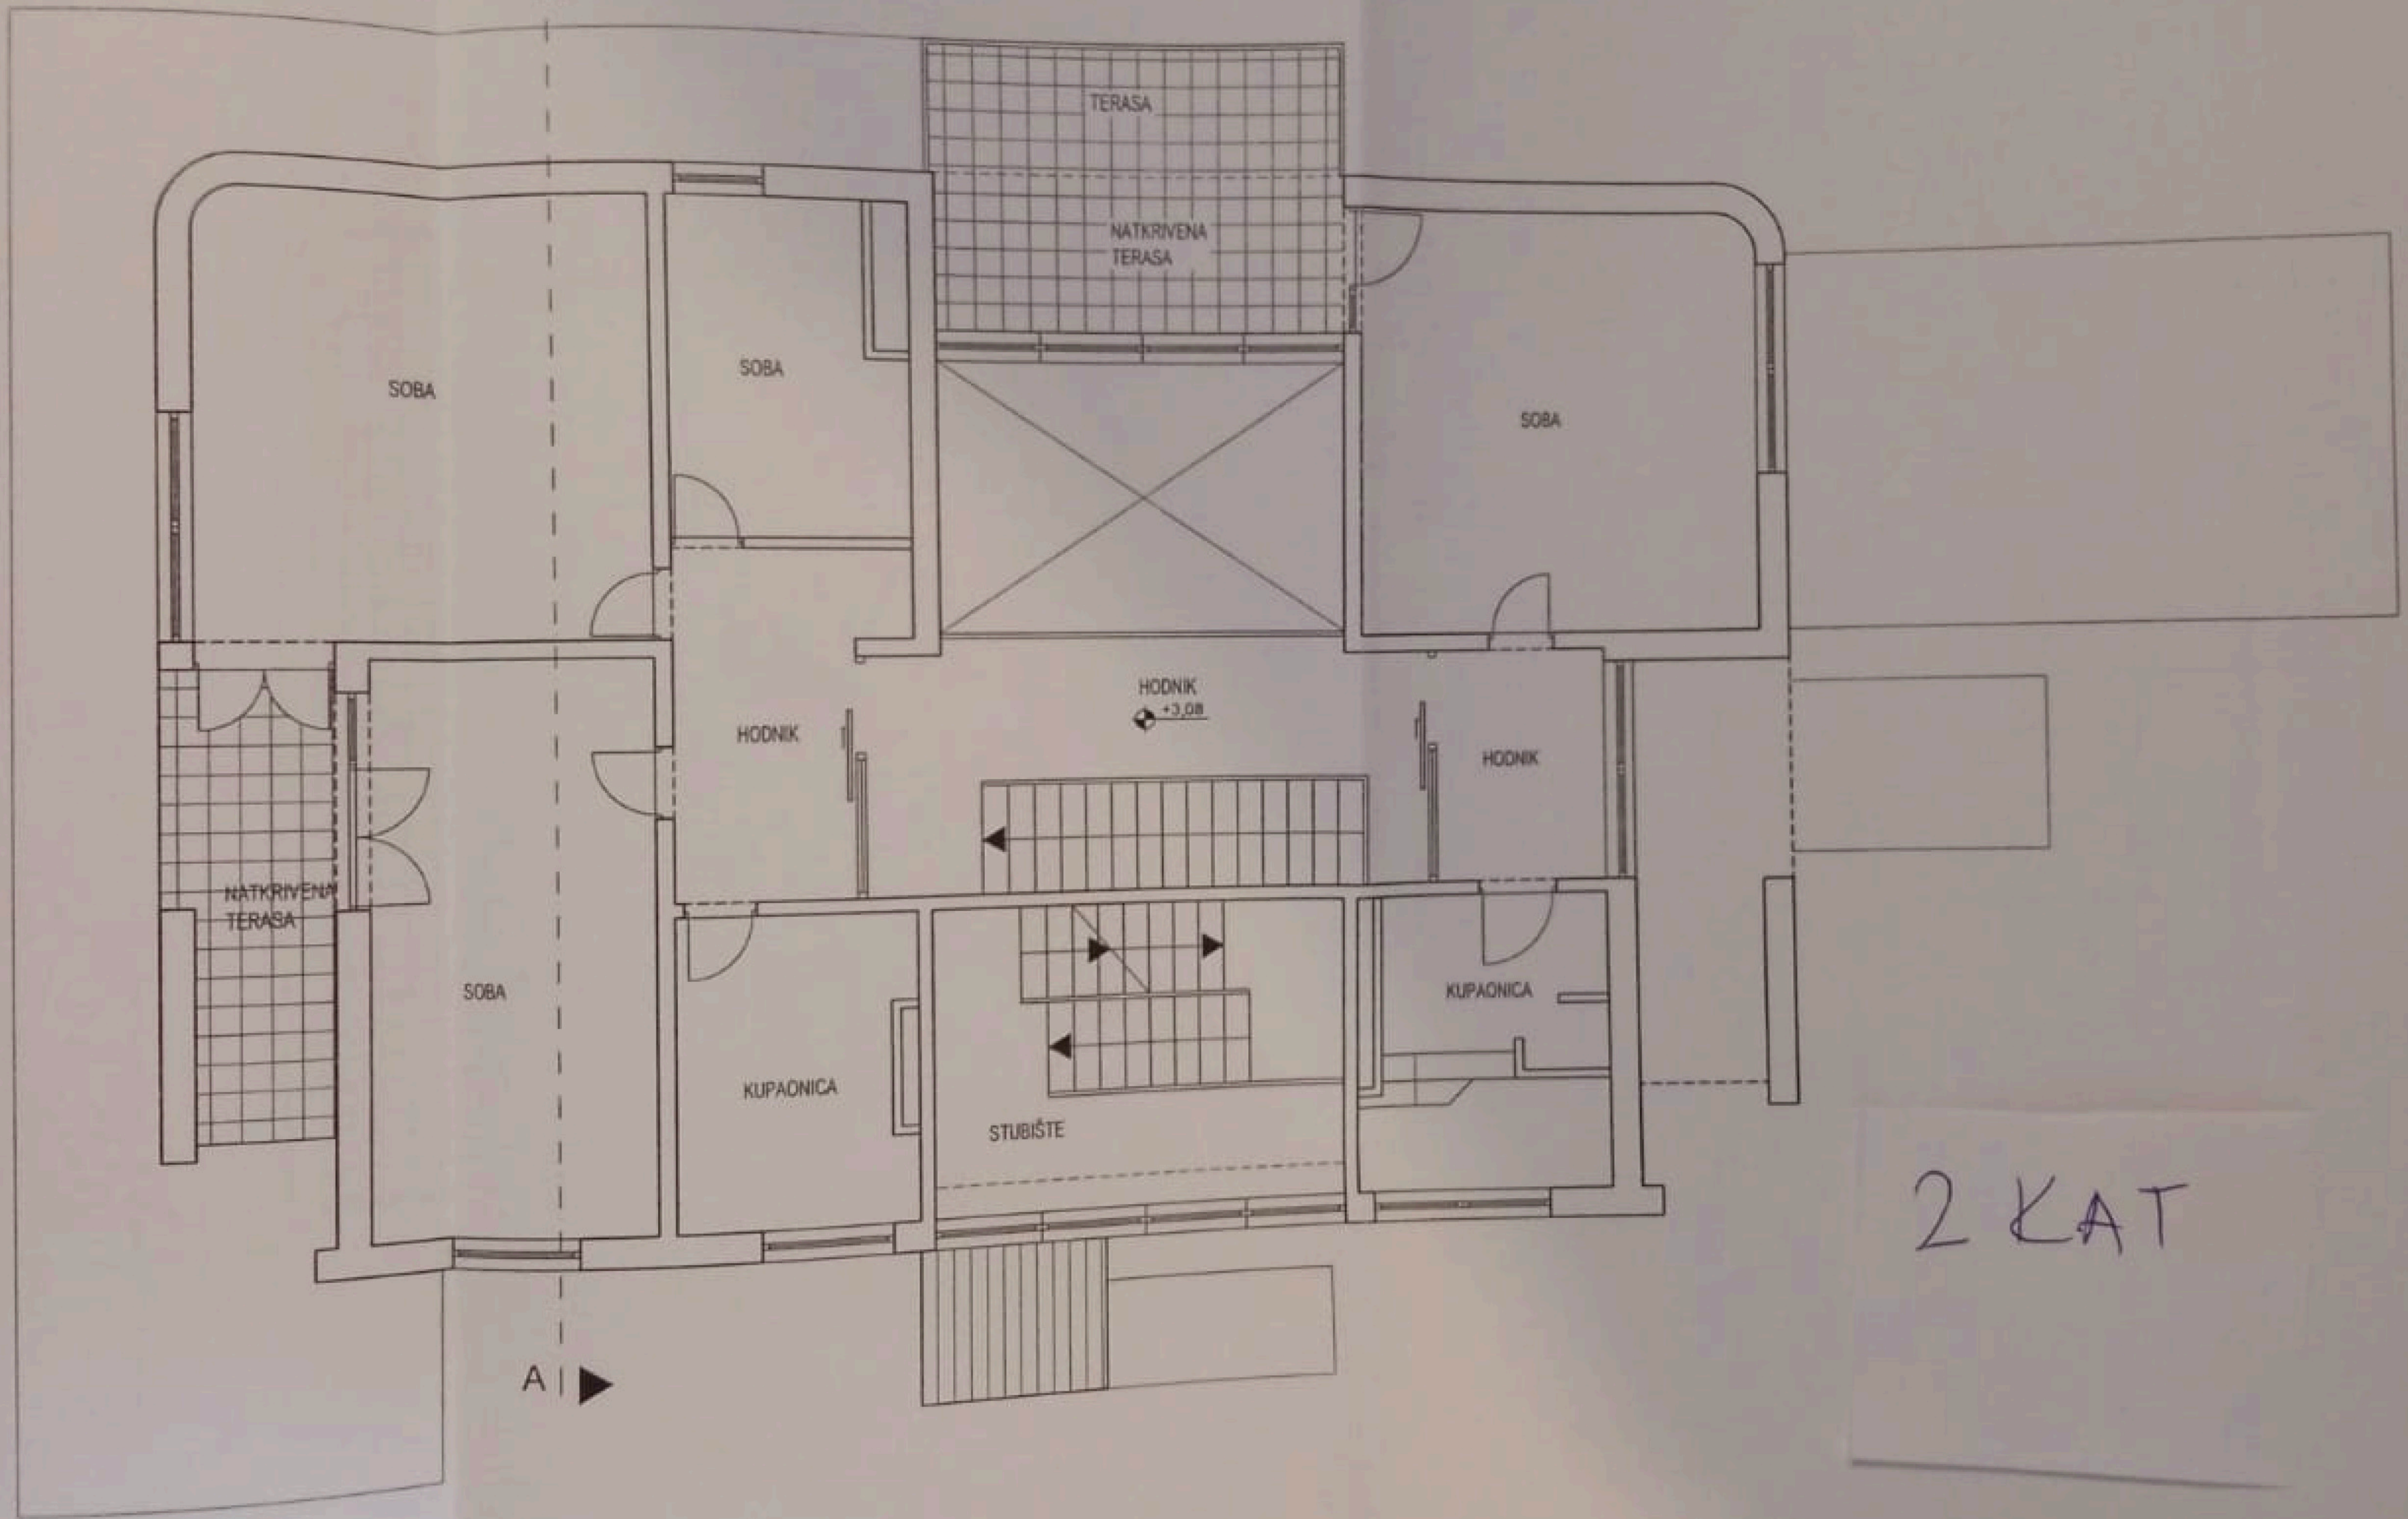 TERASA
NATKRIVENA
TERASA
SOBA
SOBA
SOBA
HODNIK
+3,08
HODNIK
HODNIK
NATKRIVENA
TERASA
SOBA
KUPAONICA
KUPAONICA
STUBIŠTE
2 KAT
A